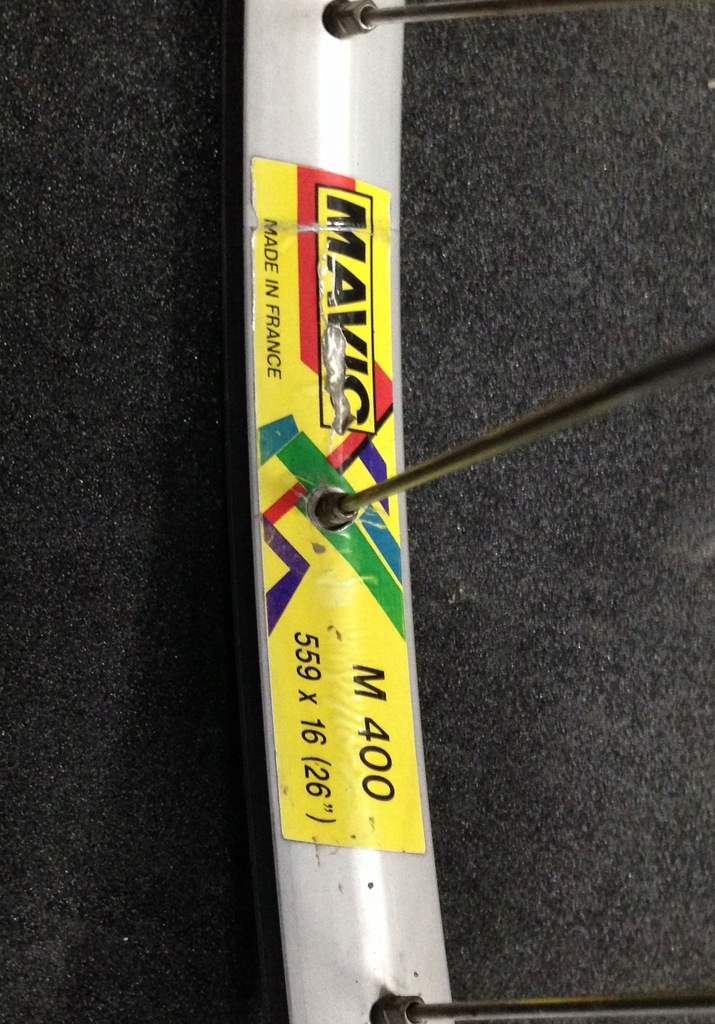 MAVIC
MADE IN FRANCE
M 400
559 x 16 (26")